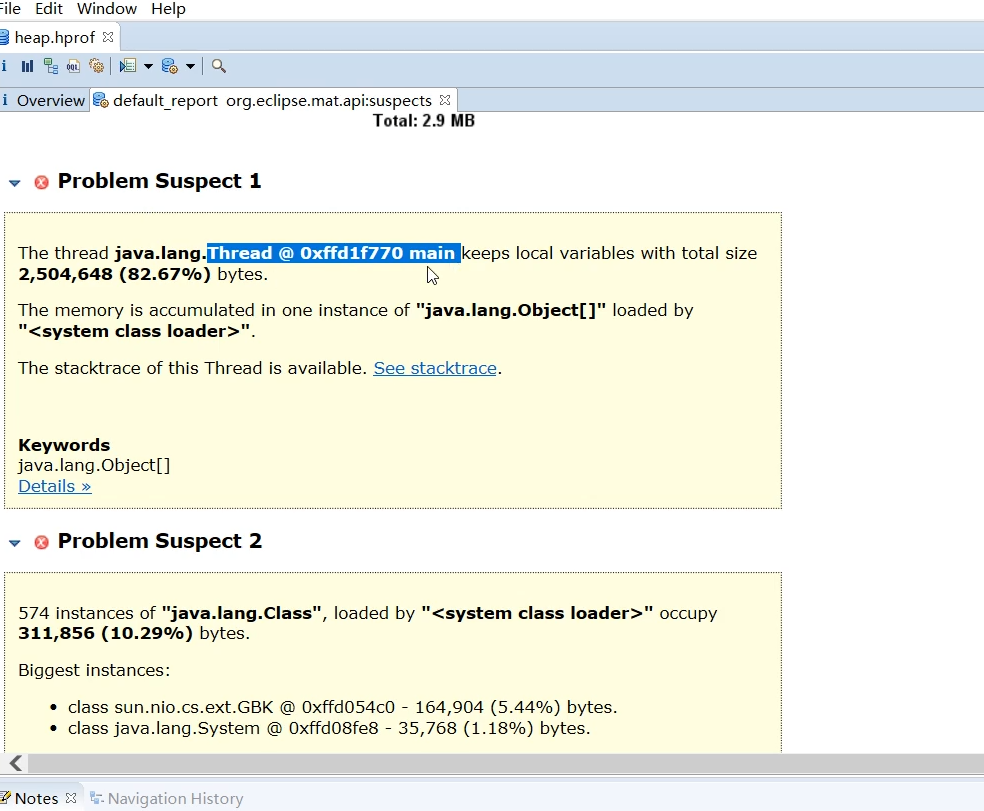 File Edit Window Help
heap.hprof
OQL
i Overview default_report org.eclipse.mat.api:suspects
Total: 2.9 MB
Problem Suspect 1
The thread java.lang.Thread @ 0xffd1f770 main keeps local variables with total size
2,504,648 (82.67%) bytes.
The memory is accumulated in one instance of "java.lang.Object[]" loaded by
"<system class loader>".
The stacktrace of this Thread is available. See stacktrace.
Keywords
java.lang.Object[]
Details »
Problem Suspect 2
574 instances of "java.lang.Class", loaded by "<system class loader>" occupy
311,856 (10.29%) bytes.
Biggest instances:
• class sun.nio.cs.ext.GBK @ 0xffd054c0 - 164,904 (5.44%) bytes.
• class java.lang.System @ 0xffd08fe8 - 35,768 (1.18%) bytes.
Notes Navigation History